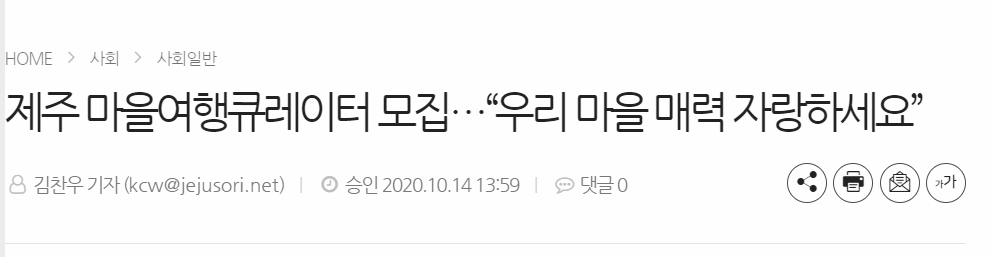 HOME > 사회 > 사회일반
제주 마을여행큐레이터 모집…“우리 마을 매력 자랑하세요”
김찬우 기자 (kcw@jejusori.net) | 승인 2020.10.14 13:59 | 댓글 0 가가